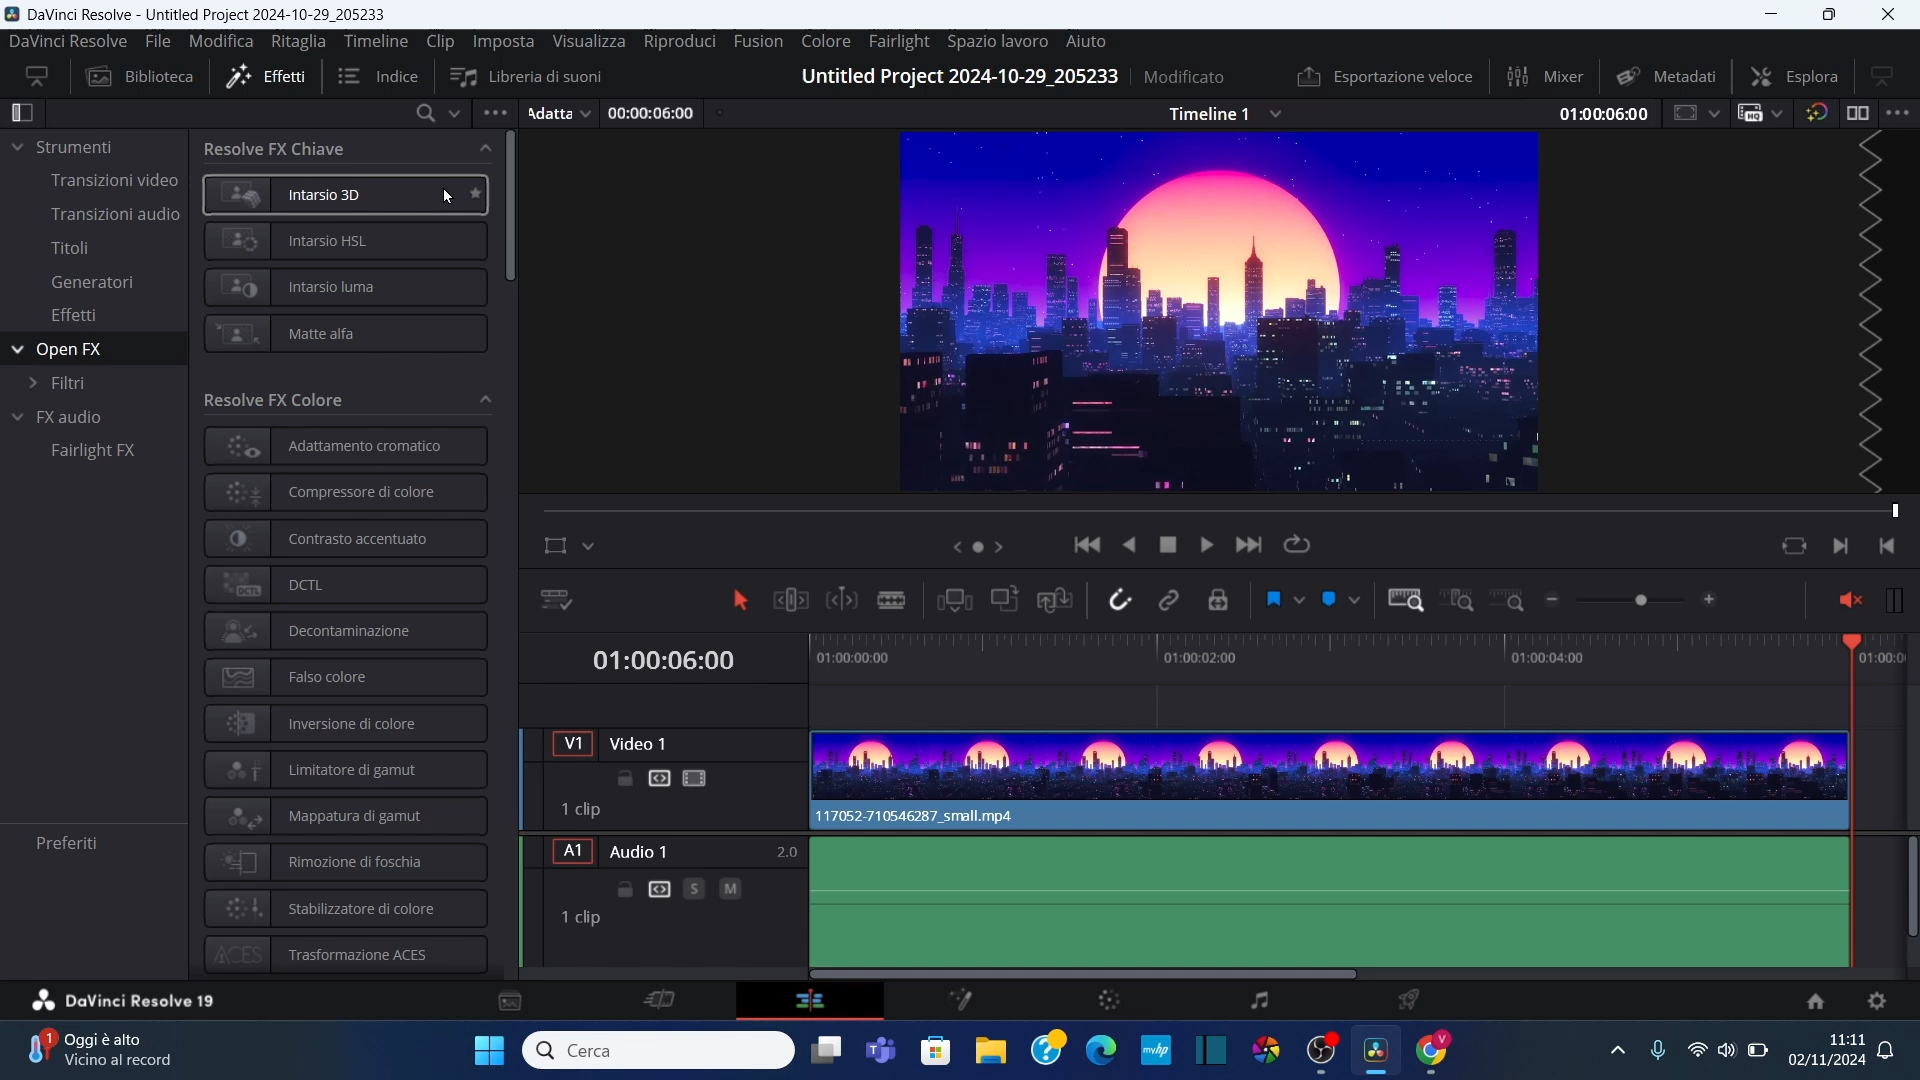 DaVinci Resolve - Untitled Project 2024-10-29_205233
DaVinci Resolve File Modifica Ritaglia Timeline Clip Imposta Visualizza Riproduci Fusion Colore Fairlight Spazio lavoro Aiuto
Biblioteca Effetti Indice Libreria di suoni Untitled Project 2024-10-29_205233 Modificato Esportazione veloce Mixer Metadati Esplora
Adatta 00:00:06:00 Timeline 1 01:00:06:00 HQ
Strumenti
Transizioni video
Transizioni audio
Titoli
Generatori
Effetti
Open FX
Filtri
FX audio
Fairlight FX
Preferiti
Resolve FX Chiave
Intarsio 3D
Intarsio HSL
Intarsio luma
Matte alfa
Resolve FX Colore
Adattamento cromatico
Compressore di colore
Contrasto accentuato
DCTL DCTL
Decontaminazione
Falso colore
Inversione di colore
Limitatore di gamut
Mappatura di gamut
Rimozione di foschia
Stabilizzatore di colore
ACES Trasformazione ACES
01:00:06:00 01:00:00:00 01:00:02:00 01:00:04:00 01:00:0
V1 Video 1
1 clip
117052-710546287_small.mp4
A1 Audio 1 2.0
S M
1 clip
DaVinci Resolve 19
1 Oggi è alto
Vicino al record
Cerca
myhp
V
11:11
02/11/2024